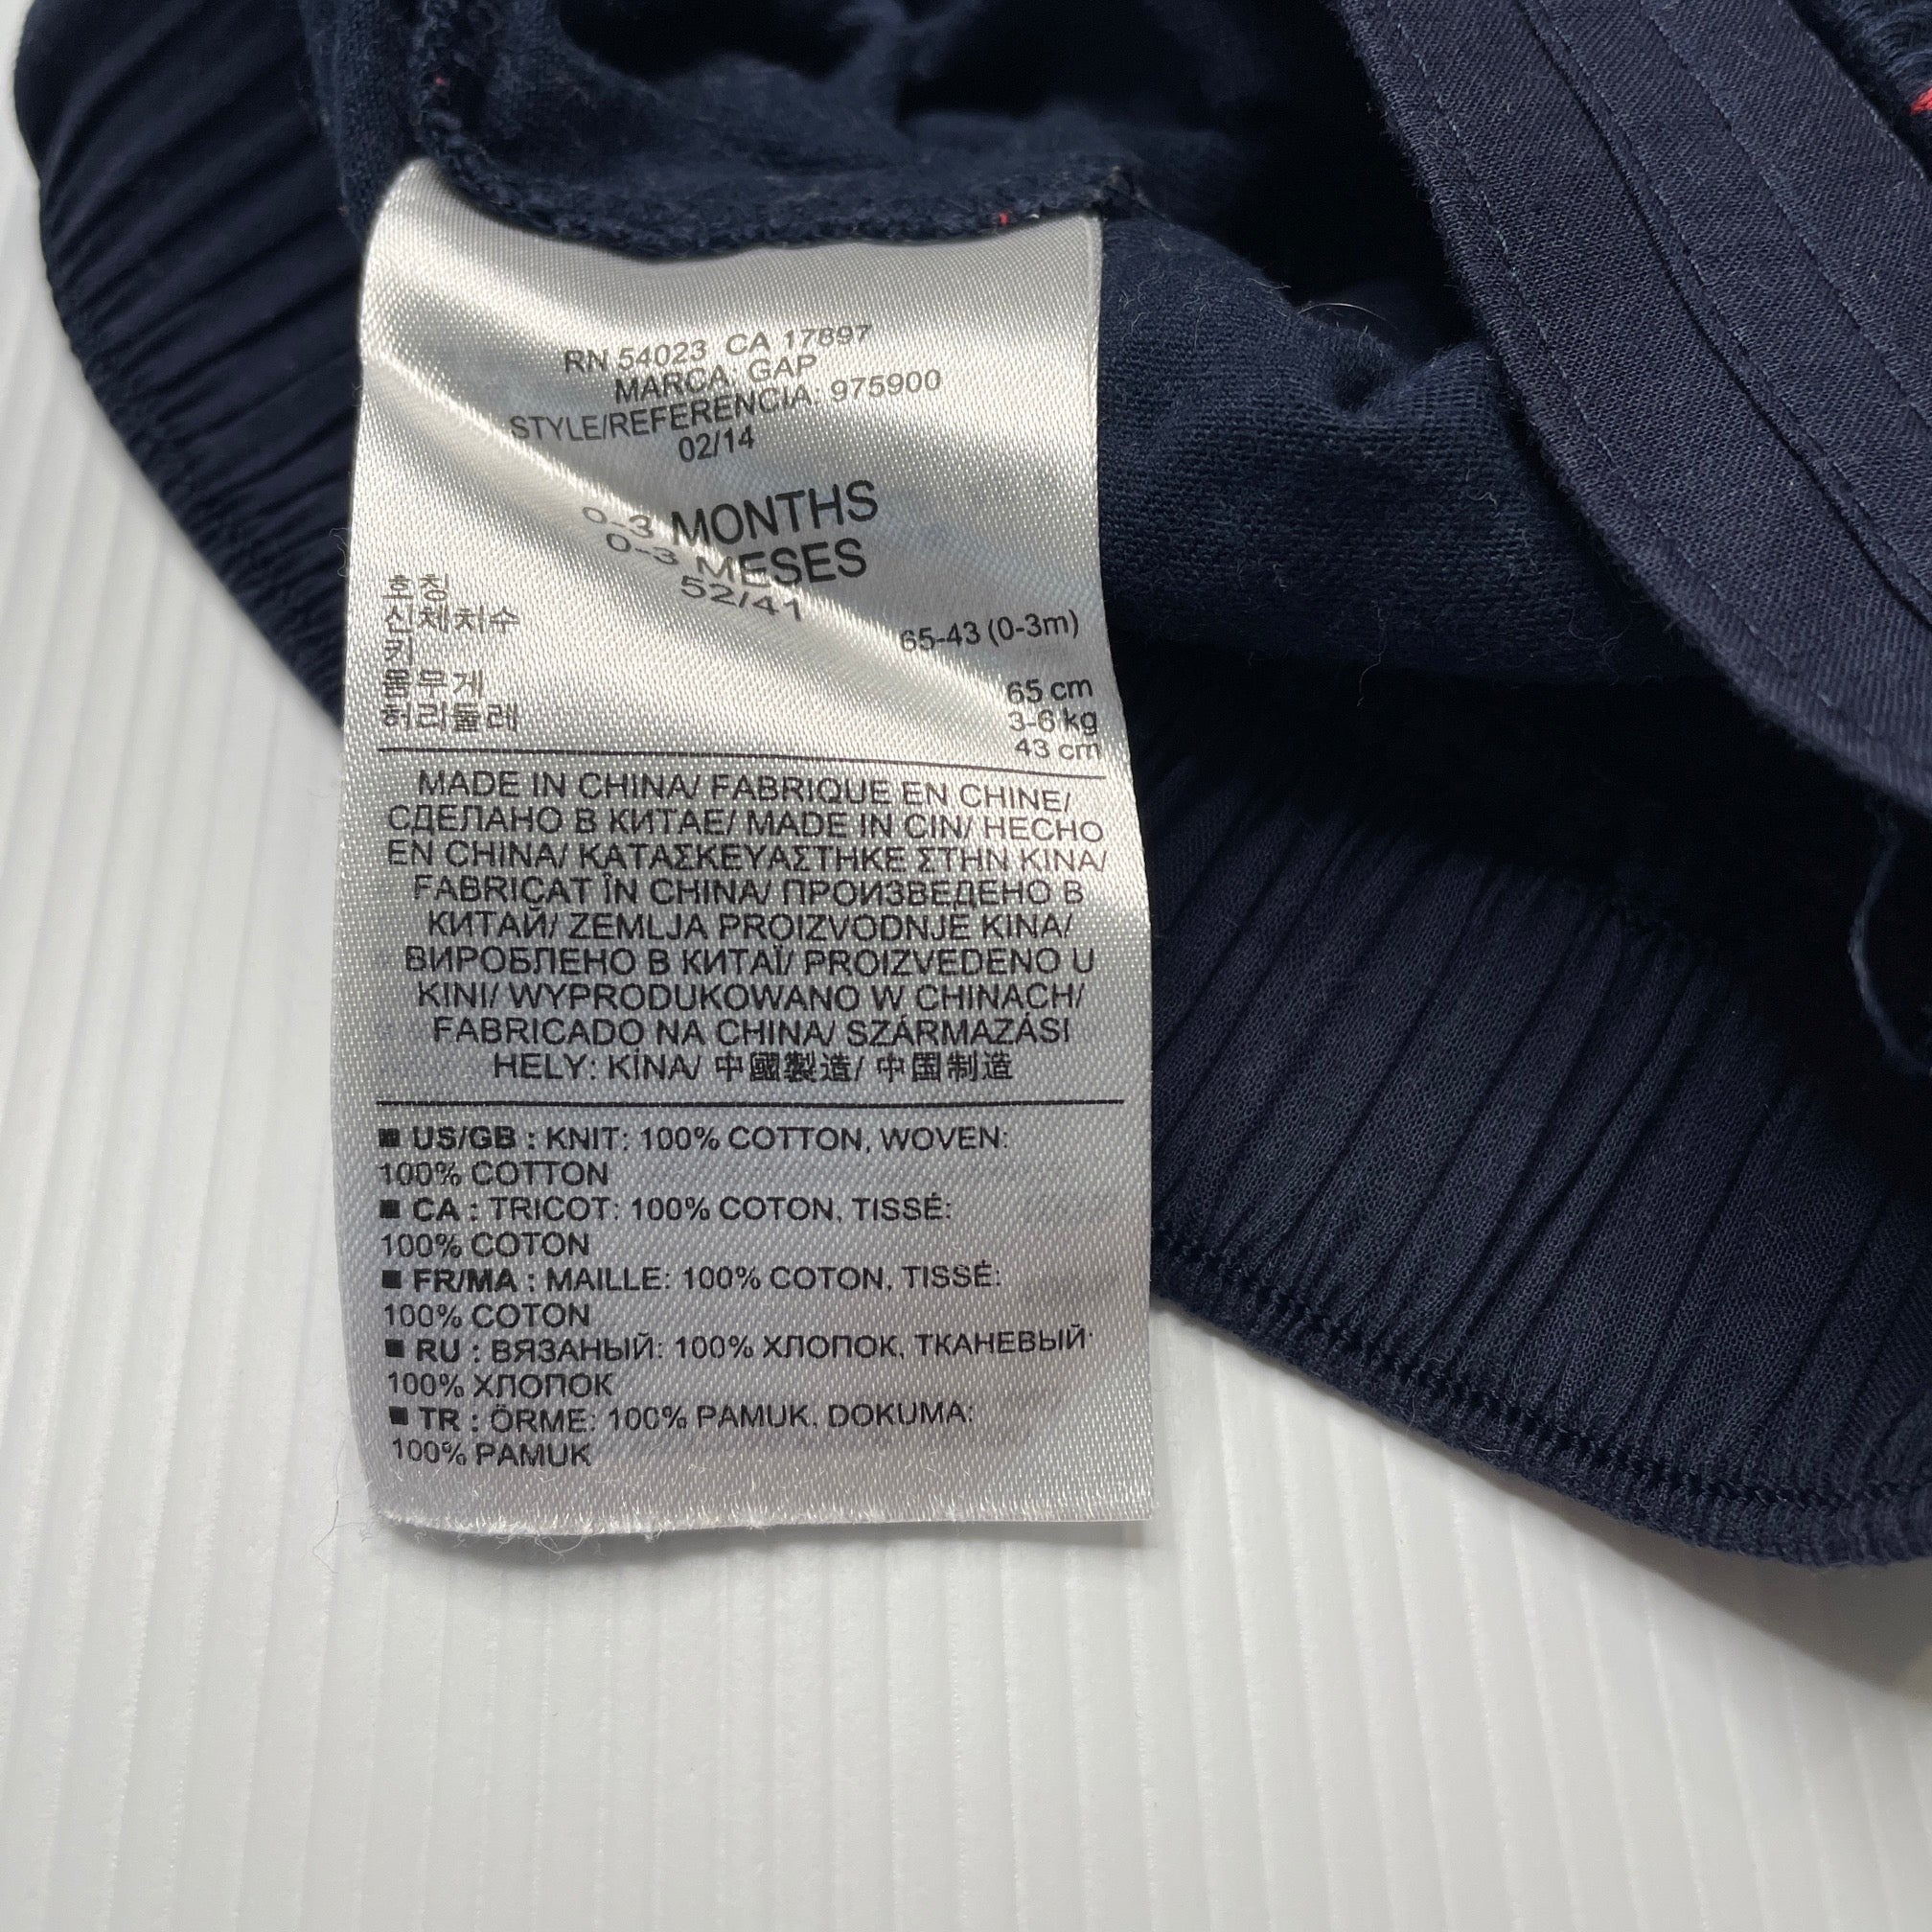 RN 54023 CA 17897
MARCA: GAP
STYLE/REFERENCIA: 975900
02/14
0-3 MONTHS
0-3 MESES
52/41
호칭 65-43 (0-3m)
신체치수
키 65 cm
몸무게 3-6 kg
허리둘레 43 cm
MADE IN CHINA/ FABRIQUE EN CHINE/
СДЕЛАНО В КИТАЕ/ MADE IN CIN/ HECHO
EN CHINA/ ΚΑΤΑΣΚΕΥΑΣΤΗΚΕ ΣΤΗΝ ΚΙΝΑ/
FABRICAT ÎN CHINA/ ПРОИЗВЕДЕНО В
КИТАЙ/ ZEMLJA PROIZVODNJE KINA/
ВИРОБЛЕНО В КИТАЇ/ PROIZVEDENO U
KINI/ WYPRODUKOWANO W CHINACH/
FABRICADO NA CHINA/ SZÁRMAZÁSI
HELY: KÍNA/ 中國製造/ 中国制造
■ US/GB : KNIT: 100% COTTON, WOVEN:
100% COTTON
■ CA : TRICOT: 100% COTON, TISSÉ:
100% COTON
■ FR/MA : MAILLE: 100% COTON, TISSÉ:
100% COTON
■ RU : ВЯЗАНЫЙ: 100% ХЛОПОК, ТКАНЕВЫЙ:
100% ХЛОПОК
■ TR : ÖRME: 100% PAMUK, DOKUMA:
100% PAMUK